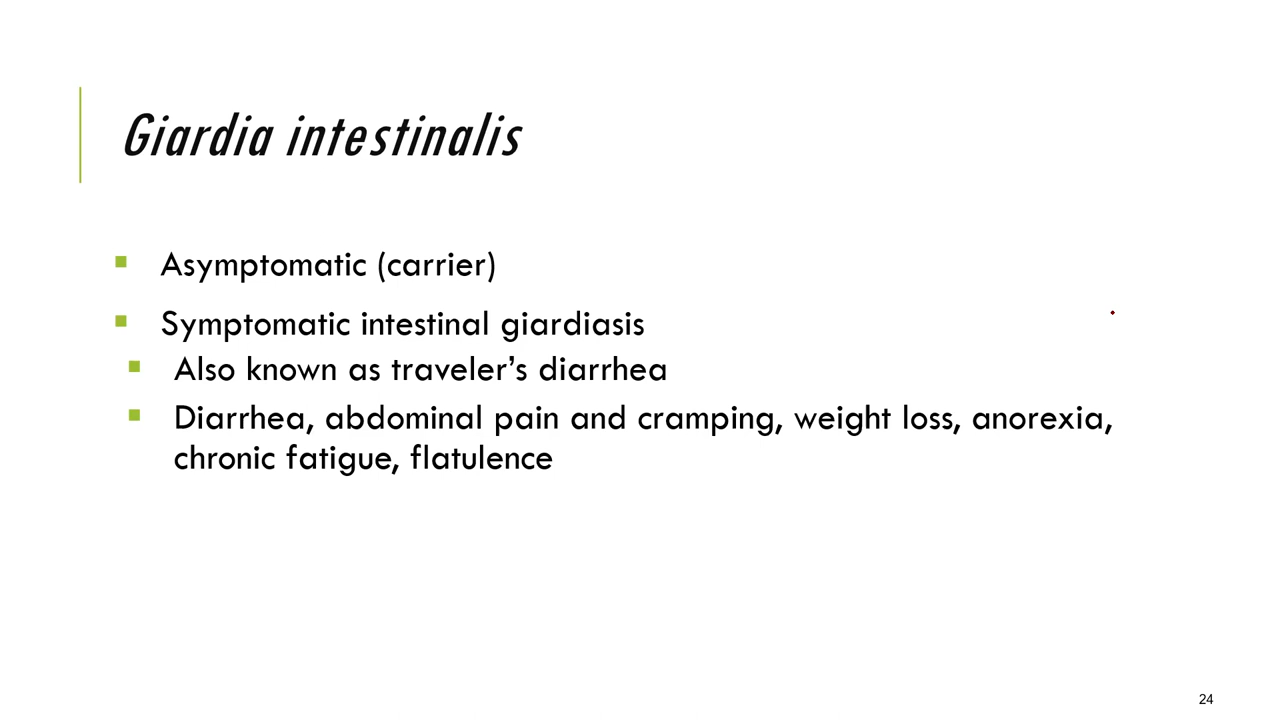 Giardia intestinalis
Asymptomatic (carrier)
Symptomatic intestinal giardiasis
Also known as traveler’s diarrhea
Diarrhea, abdominal pain and cramping, weight loss, anorexia,
chronic fatigue, flatulence
24